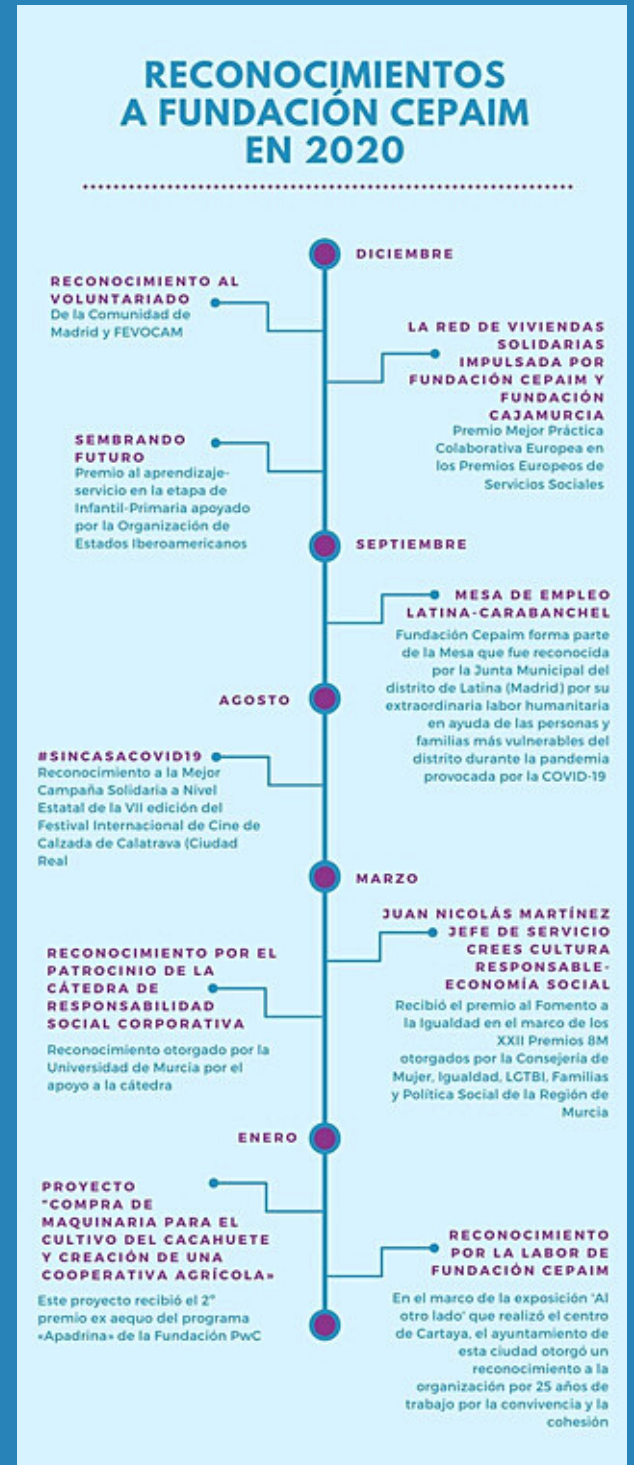 RECONOCIMIENTOS
A FUNDACIÓN CEPAIM
EN 2020
DICIEMBRE
RECONOCIMIENTO AL
VOLUNTARIADO
De la Comunidad de
Madrid y FEVOCAM
LA RED DE VIVIENDAS
SOLIDARIAS
IMPULSADA POR
FUNDACIÓN CEPAIM Y
FUNDACIÓN
CAJAMURCIA
Premio Mejor Práctica
Colaborativa Europea en
los Premios Europeos de
Servicios Sociales
SEMBRANDO
FUTURO
Premio al aprendizaje-
servicio en la etapa de
Infantil-Primaria apoyado
por la Organización de
Estados Iberoamericanos
SEPTIEMBRE
MESA DE EMPLEO
LATINA-CARABANCHEL
Fundación Cepaim forma parte
de la Mesa que fue reconocida
por la Junta Municipal del
distrito de Latina (Madrid) por su
extraordinaria labor humanitaria
en ayuda de las personas y
familias más vulnerables del
distrito durante la pandemia
provocada por la COVID-19
AGOSTO
#SINCASACOVID19
Reconocimiento a la Mejor
Campaña Solidaria a Nivel
Estatal de la VII edición del
Festival Internacional de Cine de
Calzada de Calatrava (Ciudad
Real
MARZO
JUAN NICOLÁS MARTÍNEZ
JEFE DE SERVICIO
CREES CULTURA
RESPONSABLE-
ECONOMÍA SOCIAL
Recibió el premio al Fomento a
la Igualdad en el marco de los
XXII Premios 8M
otorgados por la Consejería de
Mujer, Igualdad, LGTBI, Familias
y Política Social de la Región de
Murcia
RECONOCIMIENTO POR EL
PATROCINIO DE LA
CÁTEDRA DE
RESPONSABILIDAD
SOCIAL CORPORATIVA
Reconocimiento otorgado por la
Universidad de Murcia por el
apoyo a la cátedra
ENERO
PROYECTO
"COMPRA DE
MAQUINARIA PARA EL
CULTIVO DEL CACAHUETE
Y CREACIÓN DE UNA
COOPERATIVA AGRÍCOLA»
Este proyecto recibió el 2º
premio ex aequo del programa
«Apadrina» de la Fundación PwC
RECONOCIMIENTO
POR LA LABOR DE
FUNDACIÓN CEPAIM
En el marco de la exposición "Al
otro lado" que realizó el centro
de Cartaya, el ayuntamiento de
esta ciudad otorgó un
reconocimiento a la
organización por 25 años de
trabajo por la convivencia y la
cohesión